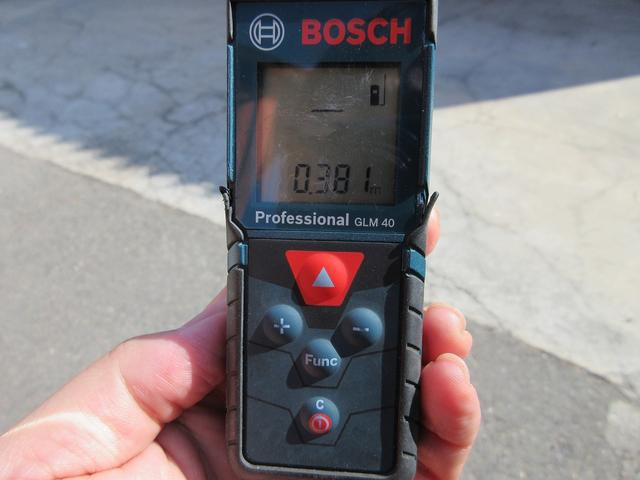 BOSCH
0.381 m
Professional GLM 40
+
-
Func
C